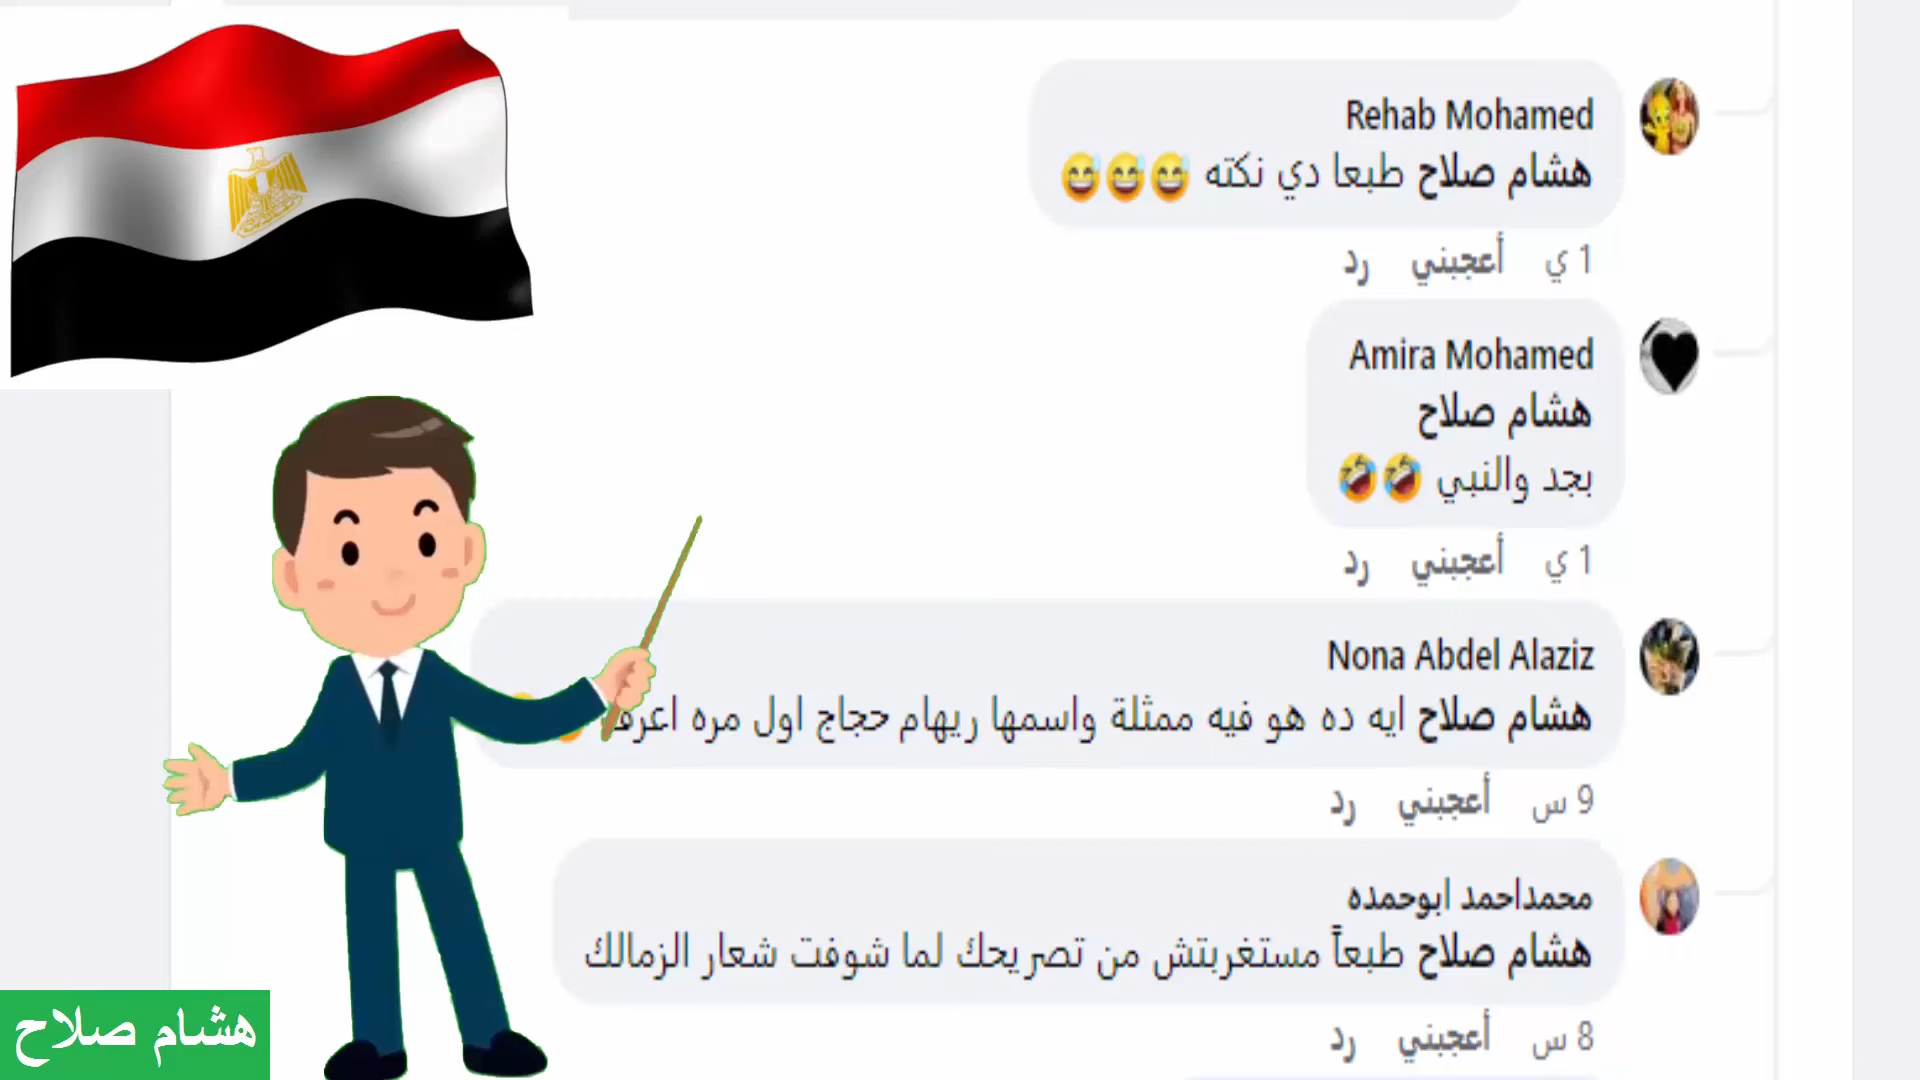 Rehab Mohamed
هشام صلاح طبعا دي نكته 😅😅😅
1 ي أعجبني رد
Amira Mohamed
هشام صلاح
بجد والنبي 🤣🤣
1 ي أعجبني رد
Nona Abdel Alaziz
هشام صلاح ايه ده هو فيه ممثلة واسمها ريهام حجاج اول مره اعرف
9 س أعجبني رد
محمداحمد ابوحمده
هشام صلاح طبعاً مستغربتش من تصريحك لما شوفت شعار الزمالك
8 س أعجبني رد
هشام صلاح